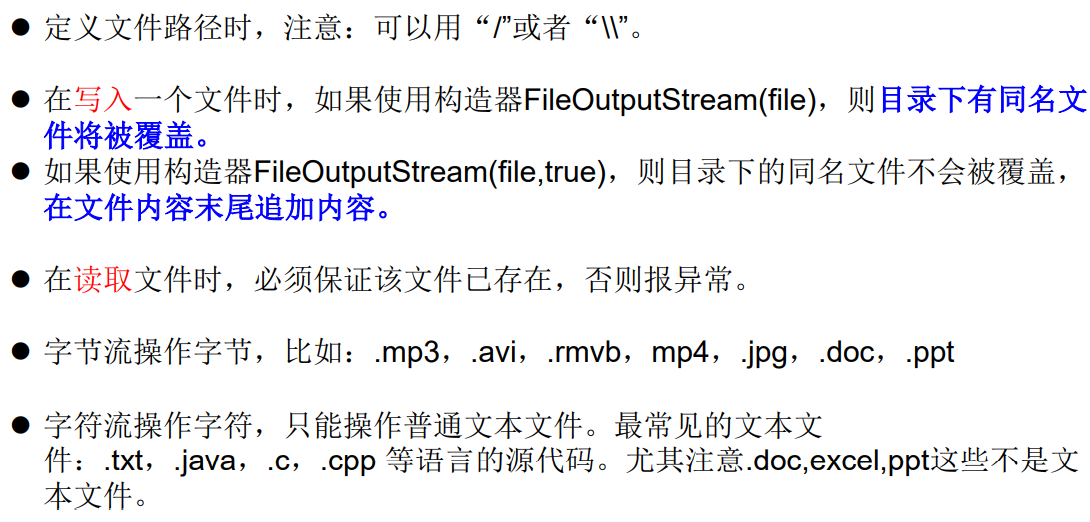 ● 定义文件路径时，注意：可以用“/”或者“\\”。
● 在写入一个文件时，如果使用构造器FileOutputStream(file)，则目录下有同名文
件将被覆盖。
● 如果使用构造器FileOutputStream(file,true)，则目录下的同名文件不会被覆盖，
在文件内容末尾追加内容。
● 在读取文件时，必须保证该文件已存在，否则报异常。
● 字节流操作字节，比如：.mp3，.avi，.rmvb，mp4，.jpg，.doc，.ppt
● 字符流操作字符，只能操作普通文本文件。最常见的文本文
件：.txt，.java，.c，.cpp 等语言的源代码。尤其注意.doc,excel,ppt这些不是文
本文件。